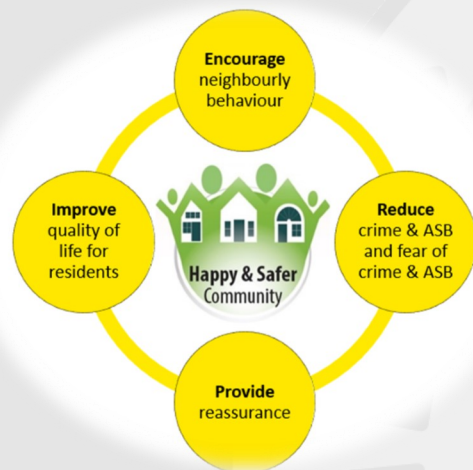 Encourage
neighbourly
behaviour
Improve
quality of
life for
residents
Happy & Safer
Community
Reduce
crime & ASB
and fear of
crime & ASB
Provide
reassurance